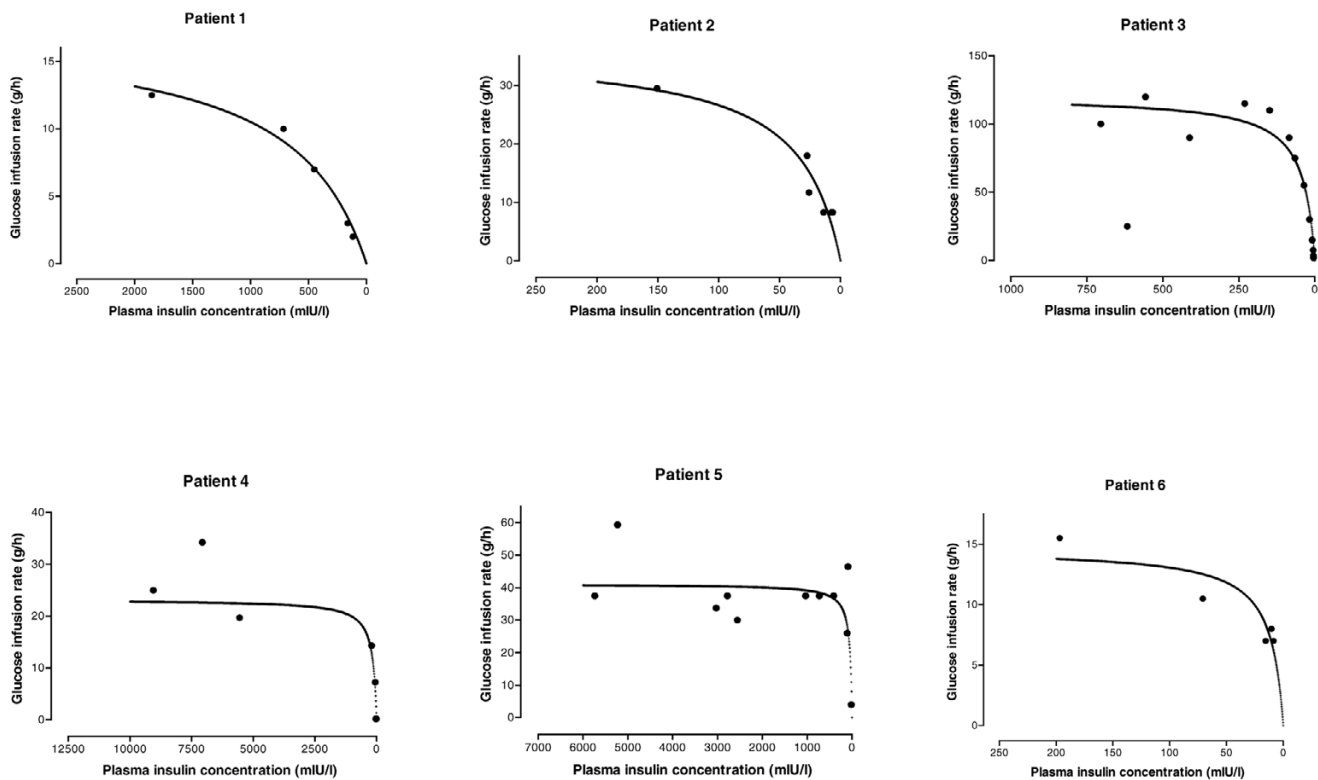 Patient 1
Glucose infusion rate (g/h)
15
10
5
0
2500 2000 1500 1000 500 0
Plasma insulin concentration (mIU/l)
Patient 2
Glucose infusion rate (g/h)
30
20
10
0
250 200 150 100 50 0
Plasma insulin concentration (mIU/l)
Patient 3
Glucose infusion rate (g/h)
150
100
50
0
1000 750 500 250 0
Plasma insulin concentration (mIU/l)
Patient 4
Glucose infusion rate (g/h)
40
30
20
10
0
12500 10000 7500 5000 2500 0
Plasma insulin concentration (mIU/l)
Patient 5
Glucose infusion rate (g/h)
60
50
40
30
20
10
0
7000 6000 5000 4000 3000 2000 1000 0
Plasma insulin concentration (mIU/l)
Patient 6
Glucose infusion rate (g/h)
15
10
5
0
250 200 150 100 50 0
Plasma insulin concentration (mIU/l)